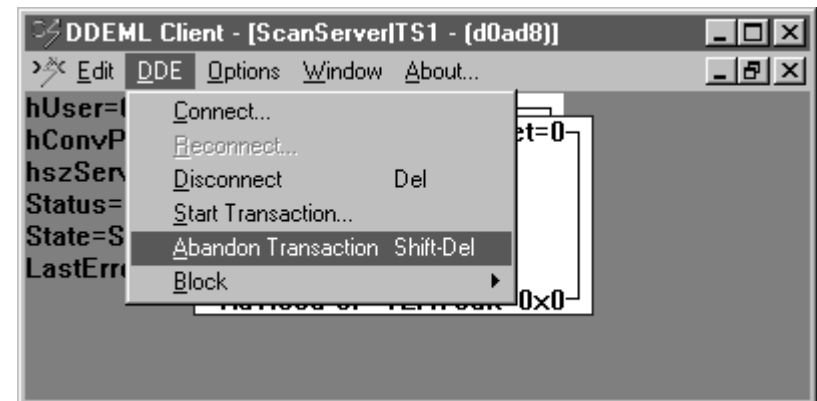 DDEML Client - [ScanServer|TS1 - (d0ad8)]
Edit DDE Options Window About...
hUser=
hConvP
hszServ
Status=
State=S
LastErr
Connect...
Reconnect...
Disconnect Del
Start Transaction...
Abandon Transaction Shift-Del
Block
et=0
0x0